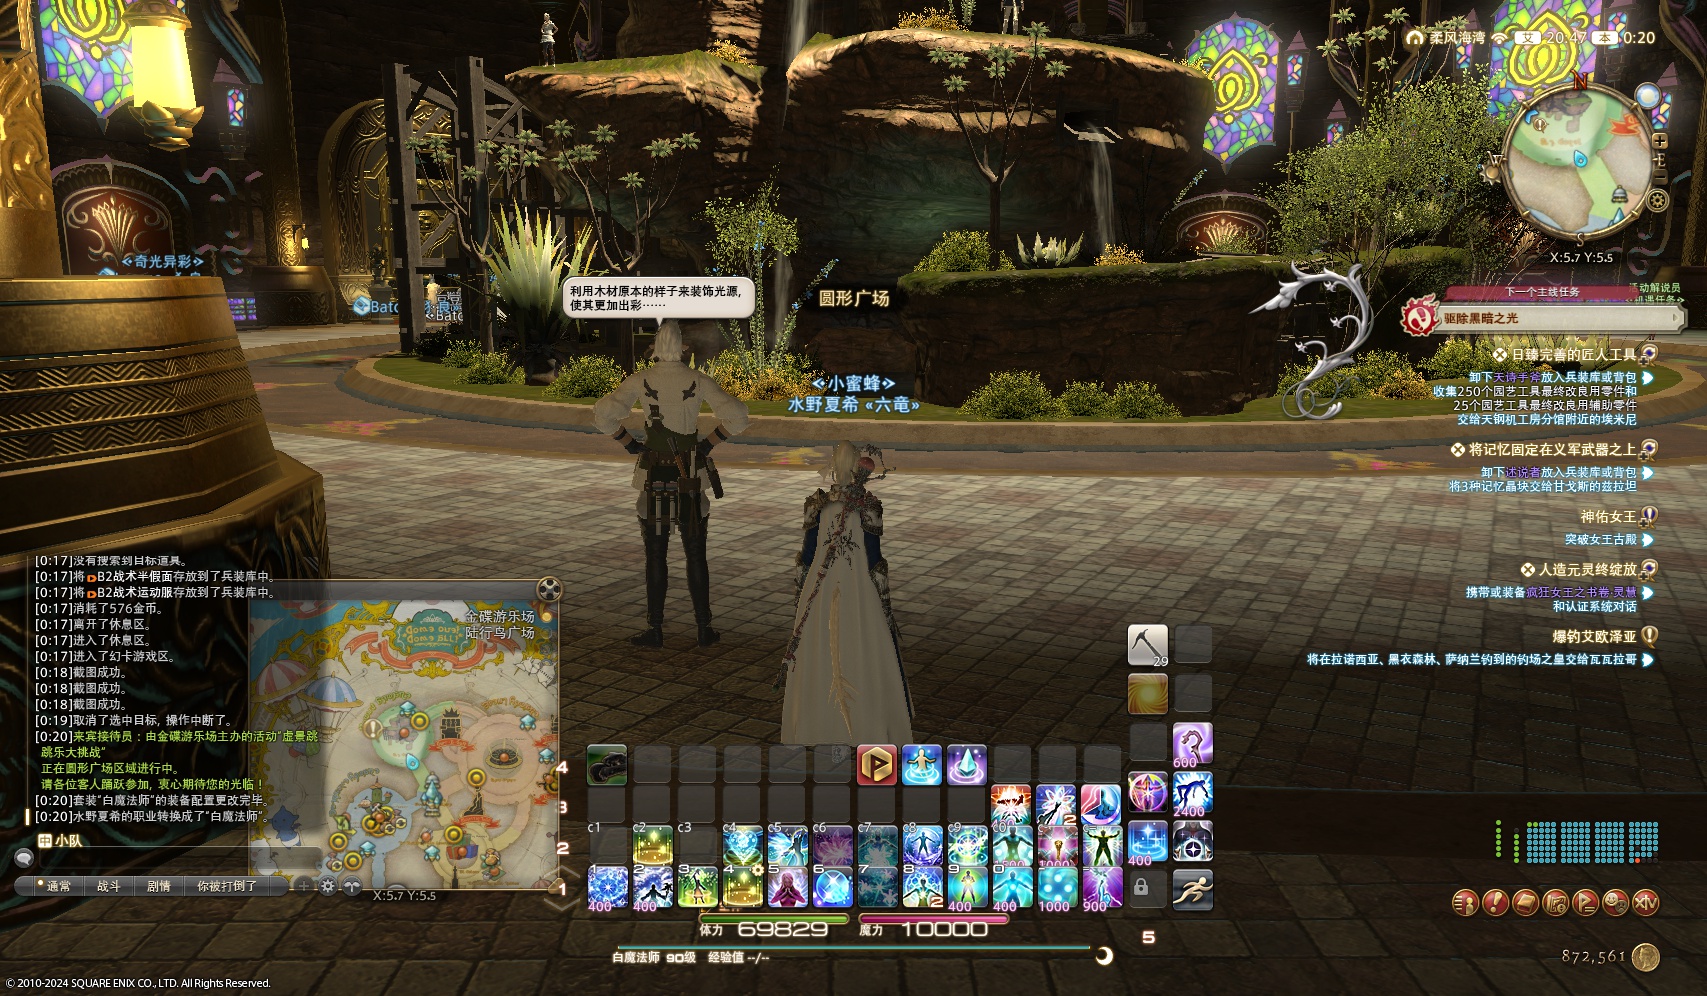 柔风海湾 艾 20:47 本 0:20
N
X:5.7 Y:5.5
‹奇光异彩›
利用木材原本的样子来装饰光源，
使其更加出彩……
圆形广场
‹小蜜蜂›
水野夏希 «六竜»
下一个主线任务
驱除黑暗之光
日臻完善的匠人工具
卸下天诗手斧放入兵装库或背包
收集250个园艺工具最终改良用零件和
25个园艺工具最终改良用辅助零件
交给天钢机工房分馆附近的埃米尼
将记忆固定在义军武器之上
卸下述说者放入兵装库或背包
将3种记忆晶块交给甘戈斯的兹拉坦
神佑女王
突破女王古殿
人造元灵终绽放
携带或装备疯狂女王之书卷·灵慧
和认证系统对话
爆钓艾欧泽亚
将在拉诺西亚、黑衣森林、萨纳兰钓到的钓场之皇交给瓦瓦拉哥
[0:17]没有搜索到目标道具。
[0:17]将B2战术半假面存放到了兵装库中。
[0:17]将B2战术运动服存放到了兵装库中。
[0:17]消耗了576金币。
[0:17]离开了休息区。
[0:17]进入了休息区。
[0:17]进入了幻卡游戏区。
[0:18]截图成功。
[0:18]截图成功。
[0:18]截图成功。
[0:19]取消了选中目标，操作中断了。
[0:20]来宾接待员：由金碟游乐场主办的活动“虚景跳
跳乐大挑战”
正在圆形广场区域进行中。
请各位客人踊跃参加，衷心期待您的光临！
[0:20]套装“白魔法师”的装备配置更改完毕。
[0:20]水野夏希的职业转换成了“白魔法师”。
小队
通常 战斗 剧情 你被打倒了
金碟游乐场
陆行鸟广场
X:5.7 Y:5.5
29
600
2400
400
4
3
2
1
400 400 400 400 1000 900
体力 69829 魔力 10000
5
白魔法师 90级 经验值 --/--
872,561
© 2010-2024 SQUARE ENIX CO., LTD. All Rights Reserved.